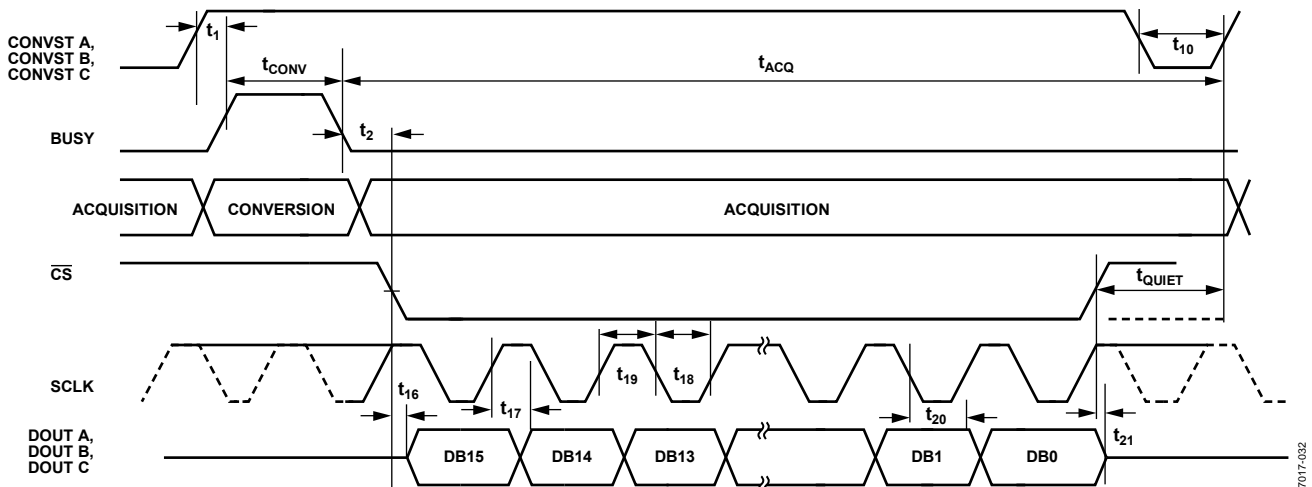 CONVST A,
CONVST B,
CONVST C
t1
tCONV
tACQ
t10
BUSY
t2
ACQUISITION
CONVERSION
ACQUISITION
CS
tQUIET
SCLK
t16
t17
t19
t18
t20
t21
DOUT A,
DOUT B,
DOUT C
DB15
DB14
DB13
DB1
DB0
7017-032